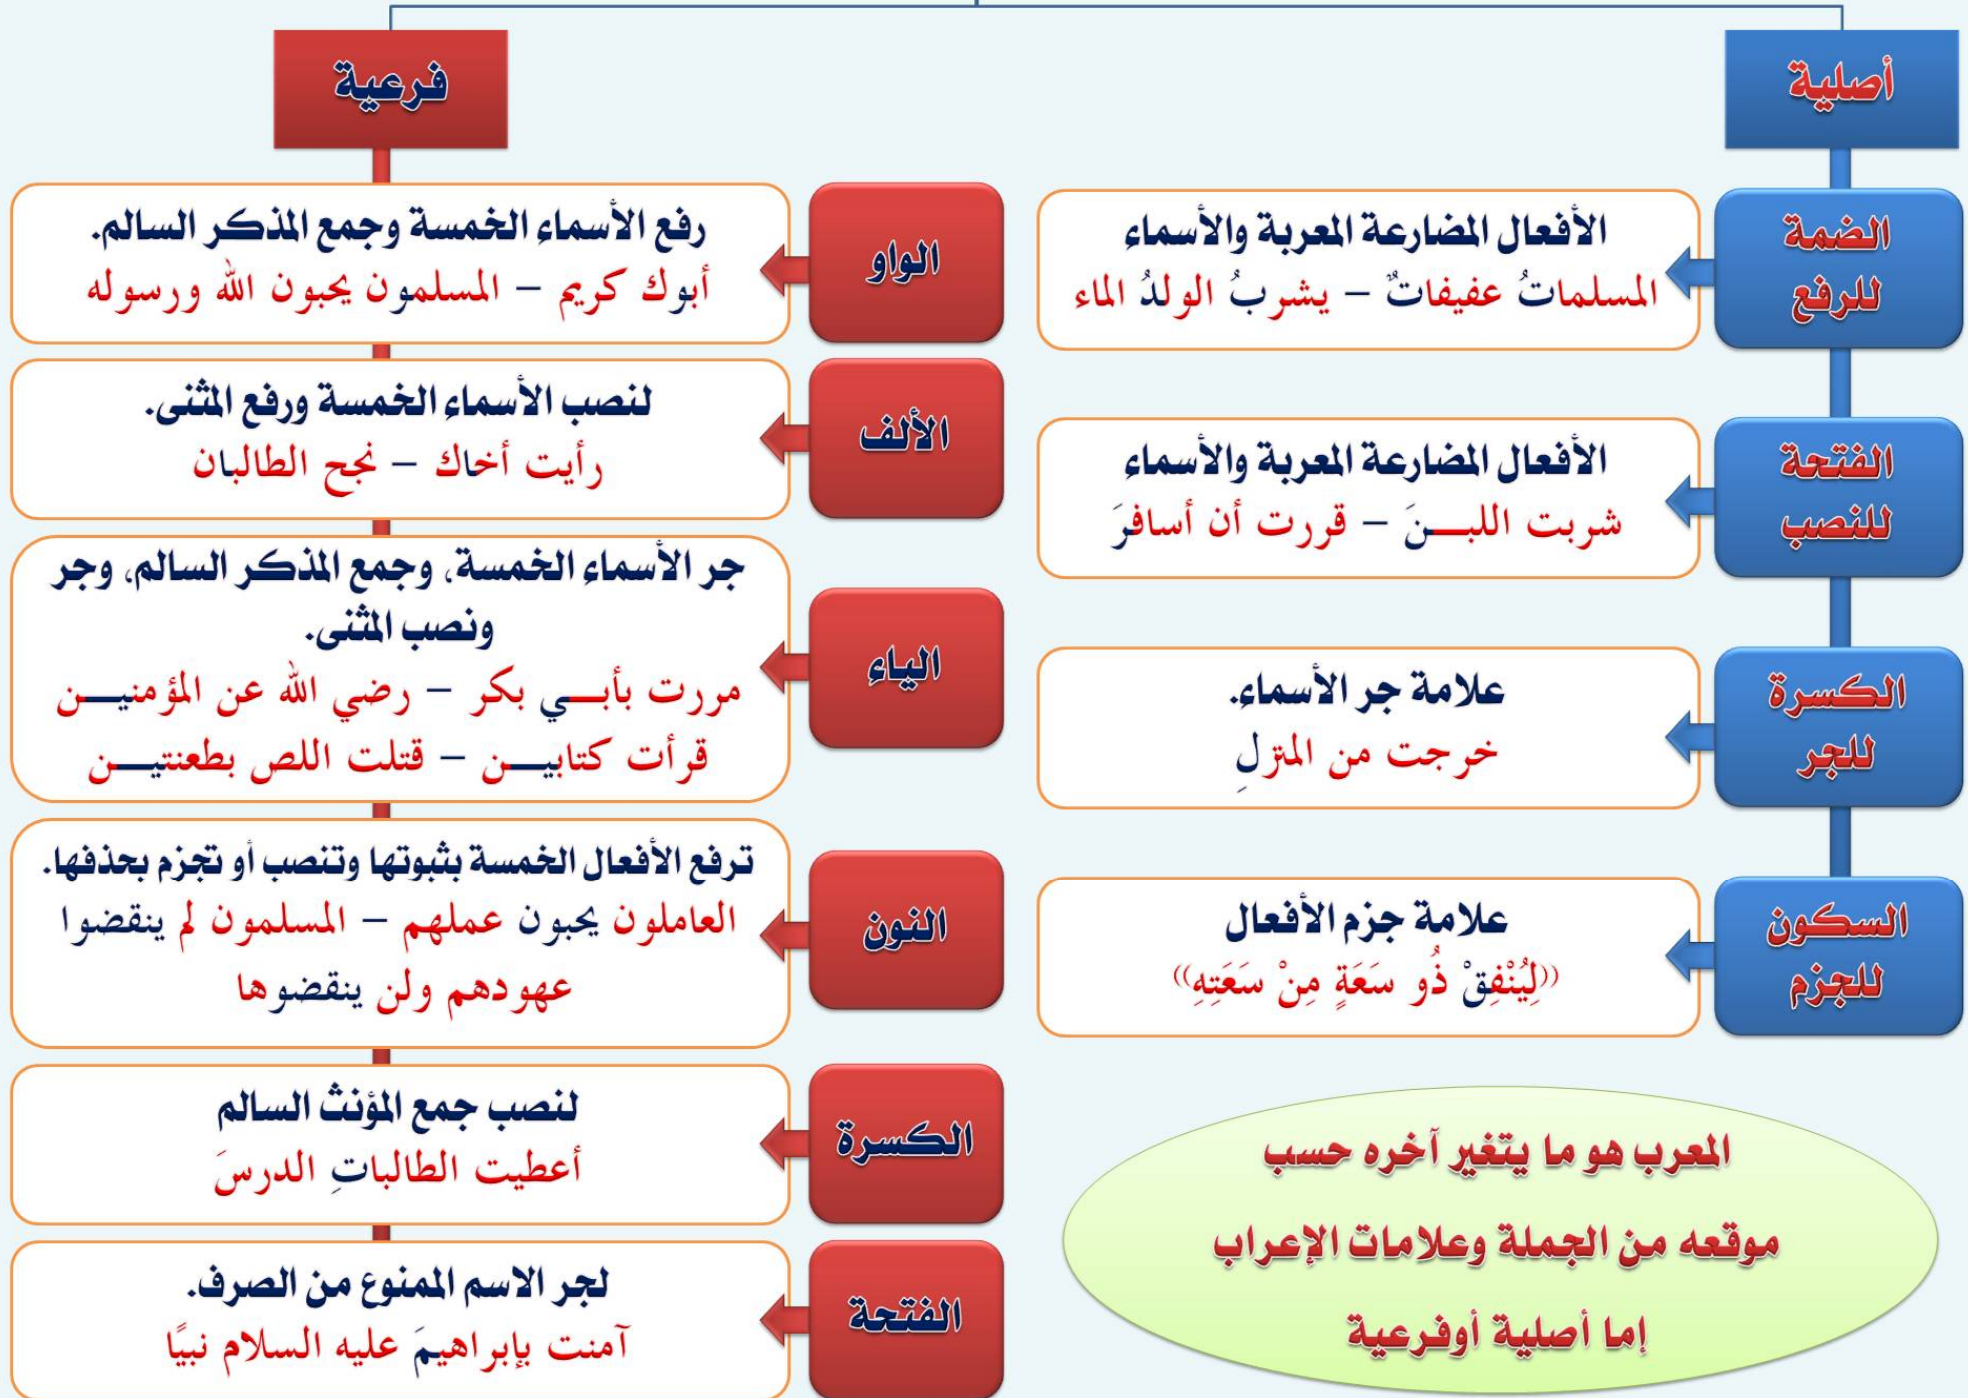 أصلية
الضمة
للرفع
الأفعال المضارعة المعربة والأسماء
المسلماتُ عفيفاتٌ – يشربُ الولدُ الماء
الفتحة
للنصب
الأفعال المضارعة المعربة والأسماء
شربت اللبـــنَ – قررت أن أسافرَ
الكسرة
للجر
علامة جر الأسماء.
خرجت من المنزلِ
السكون
للجزم
علامة جزم الأفعال
((لِيُنْفِقْ ذُو سَعَةٍ مِنْ سَعَتِهِ))
المعرب هو ما يتغير آخره حسب
موقعه من الجملة وعلامات الإعراب
إما أصلية أوفرعية
فرعية
الواو
رفع الأسماء الخمسة وجمع المذكر السالم.
أبوك كريم – المسلمون يحبون الله ورسوله
الألف
لنصب الأسماء الخمسة ورفع المثنى.
رأيت أخاك – نجح الطالبان
الياء
جر الأسماء الخمسة، وجمع المذكر السالم، وجر
ونصب المثنى.
مررت بأبـــي بكر – رضي الله عن المؤمنيـــن
قرأت كتابيـــن – قتلت اللص بطعنتيـــن
النون
ترفع الأفعال الخمسة بثبوتها وتنصب أو تجزم بحذفها.
العاملون يحبون عملهم – المسلمون لم ينقضوا
عهودهم ولن ينقضوها
الكسرة
لنصب جمع المؤنث السالم
أعطيت الطالباتِ الدرسَ
الفتحة
لجر الاسم الممنوع من الصرف.
آمنت بإبراهيمَ عليه السلام نبيًا